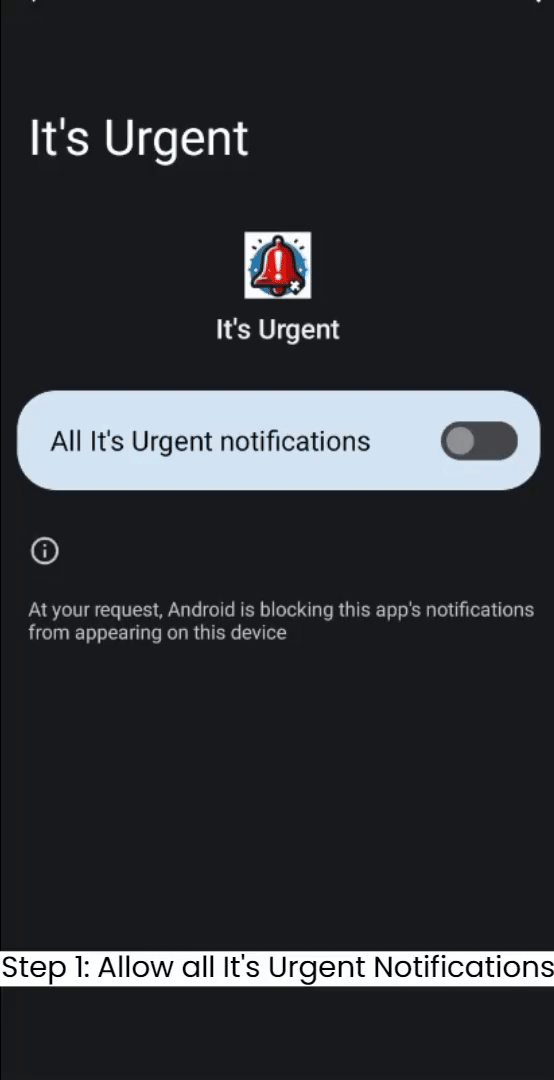 It's Urgent
It's Urgent
All It's Urgent notifications
At your request, Android is blocking this app's notifications
from appearing on this device
Step 1: Allow all It's Urgent Notifications